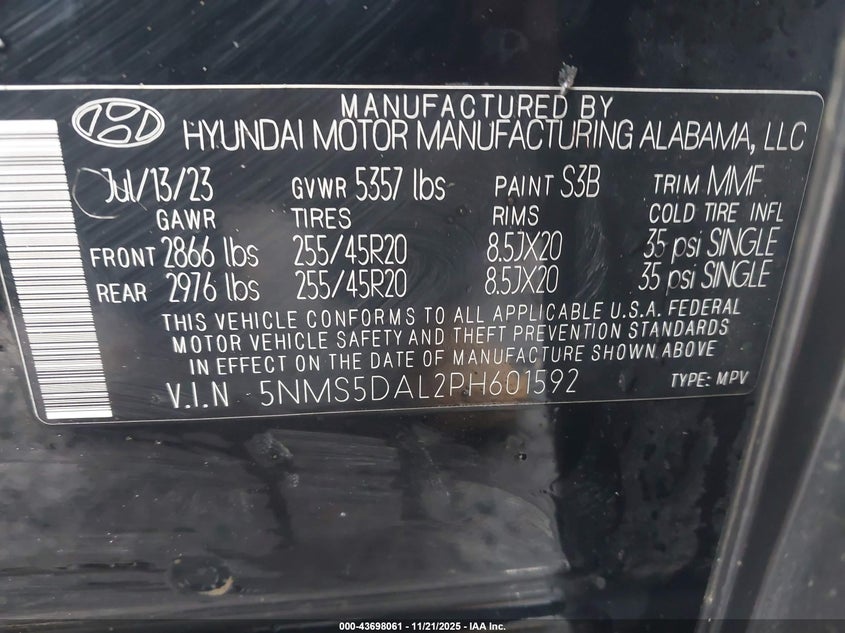 MANUFACTURED BY
HYUNDAI MOTOR MANUFACTURING ALABAMA, LLC
Jul/13/23 GVWR 5357 lbs PAINT S3B TRIM MMF
GAWR TIRES RIMS COLD TIRE INFL
FRONT 2866 lbs 255/45R20 8.5JX20 35 psi SINGLE
REAR 2976 lbs 255/45R20 8.5JX20 35 psi SINGLE
THIS VEHICLE CONFORMS TO ALL APPLICABLE U.S.A. FEDERAL
MOTOR VEHICLE SAFETY AND THEFT PREVENTION STANDARDS
IN EFFECT ON THE DATE OF MANUFACTURE SHOWN ABOVE
V.I.N 5NMS5DAL2PH601592 TYPE: MPV
000-43698061 - 11/21/2025 - IAA Inc.